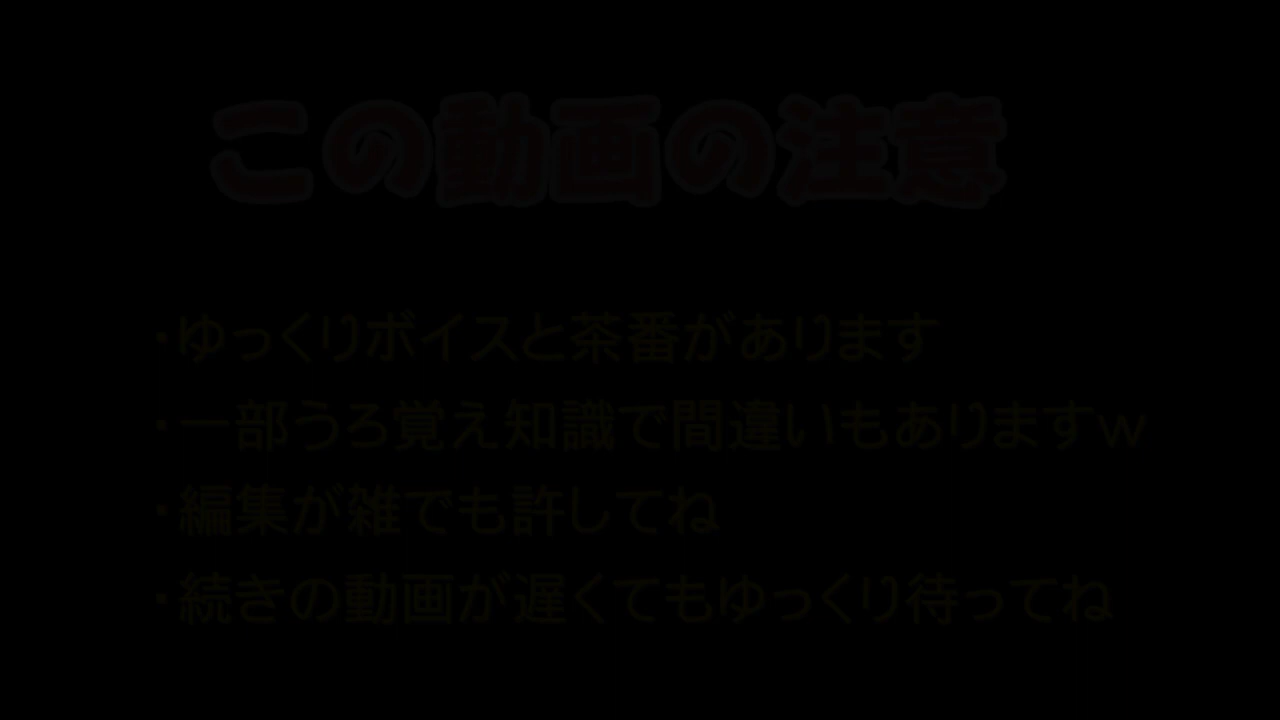 この動画の注意
・ゆっくりボイスと茶番があります
・一部うろ覚え知識で間違いもありますw
・編集が雑でも許してね
・続きの動画が遅くてもゆっくり待ってね